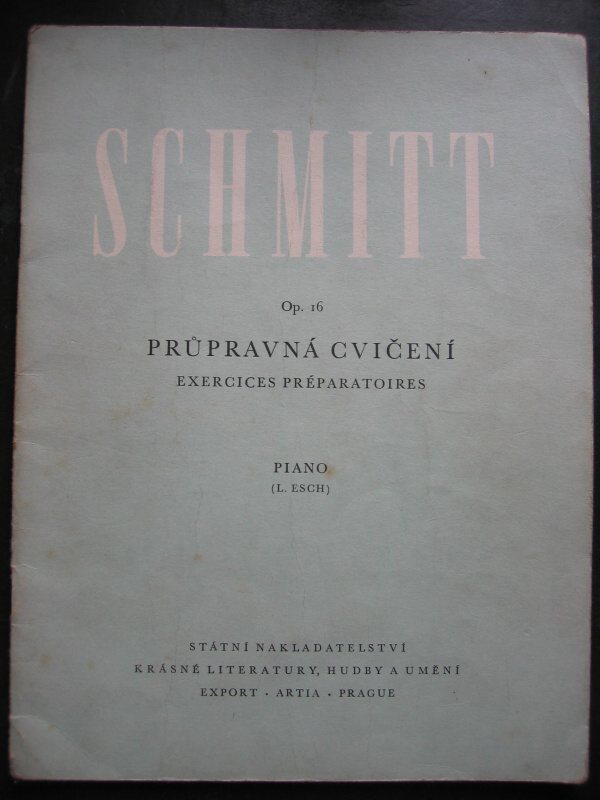 SCHMITT
Op. 16
PRŮPRAVNÁ CVIČENÍ
EXERCICES PRÉPARATOIRES
PIANO
(L. ESCH)
STÁTNÍ NAKLADATELSTVÍ
KRÁSNÉ LITERATURY, HUDBY A UMĚNÍ
EXPORT · ARTIA · PRAGUE